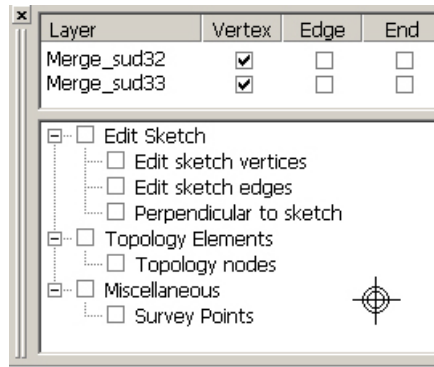 Layer Vertex Edge End
Merge_sud32
Merge_sud33
Edit Sketch
Edit sketch vertices
Edit sketch edges
Perpendicular to sketch
Topology Elements
Topology nodes
Miscellaneous
Survey Points